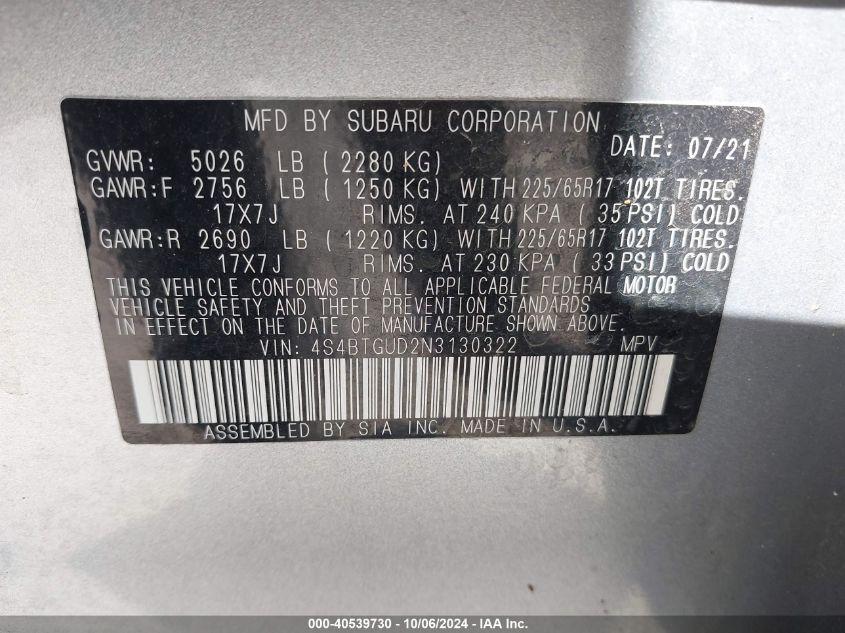 MFD BY SUBARU CORPORATION
DATE: 07/21
GVWR: 5026 LB ( 2280 KG)
GAWR:F 2756 LB ( 1250 KG) WITH 225/65R17 102T TIRES.
17X7J RIMS. AT 240 KPA ( 35 PSI) COLD
GAWR:R 2690 LB ( 1220 KG) WITH 225/65R17 102T TIRES.
17X7J RIMS. AT 230 KPA ( 33 PSI) COLD
THIS VEHICLE CONFORMS TO ALL APPLICABLE FEDERAL MOTOR
VEHICLE SAFETY AND THEFT PREVENTION STANDARDS
IN EFFECT ON THE DATE OF MANUFACTURE SHOWN ABOVE.
VIN: 4S4BTGUD2N3130322 MPV
ASSEMBLED BY SIA INC. MADE IN U.S.A.
000-40539730 - 10/06/2024 - IAA Inc.